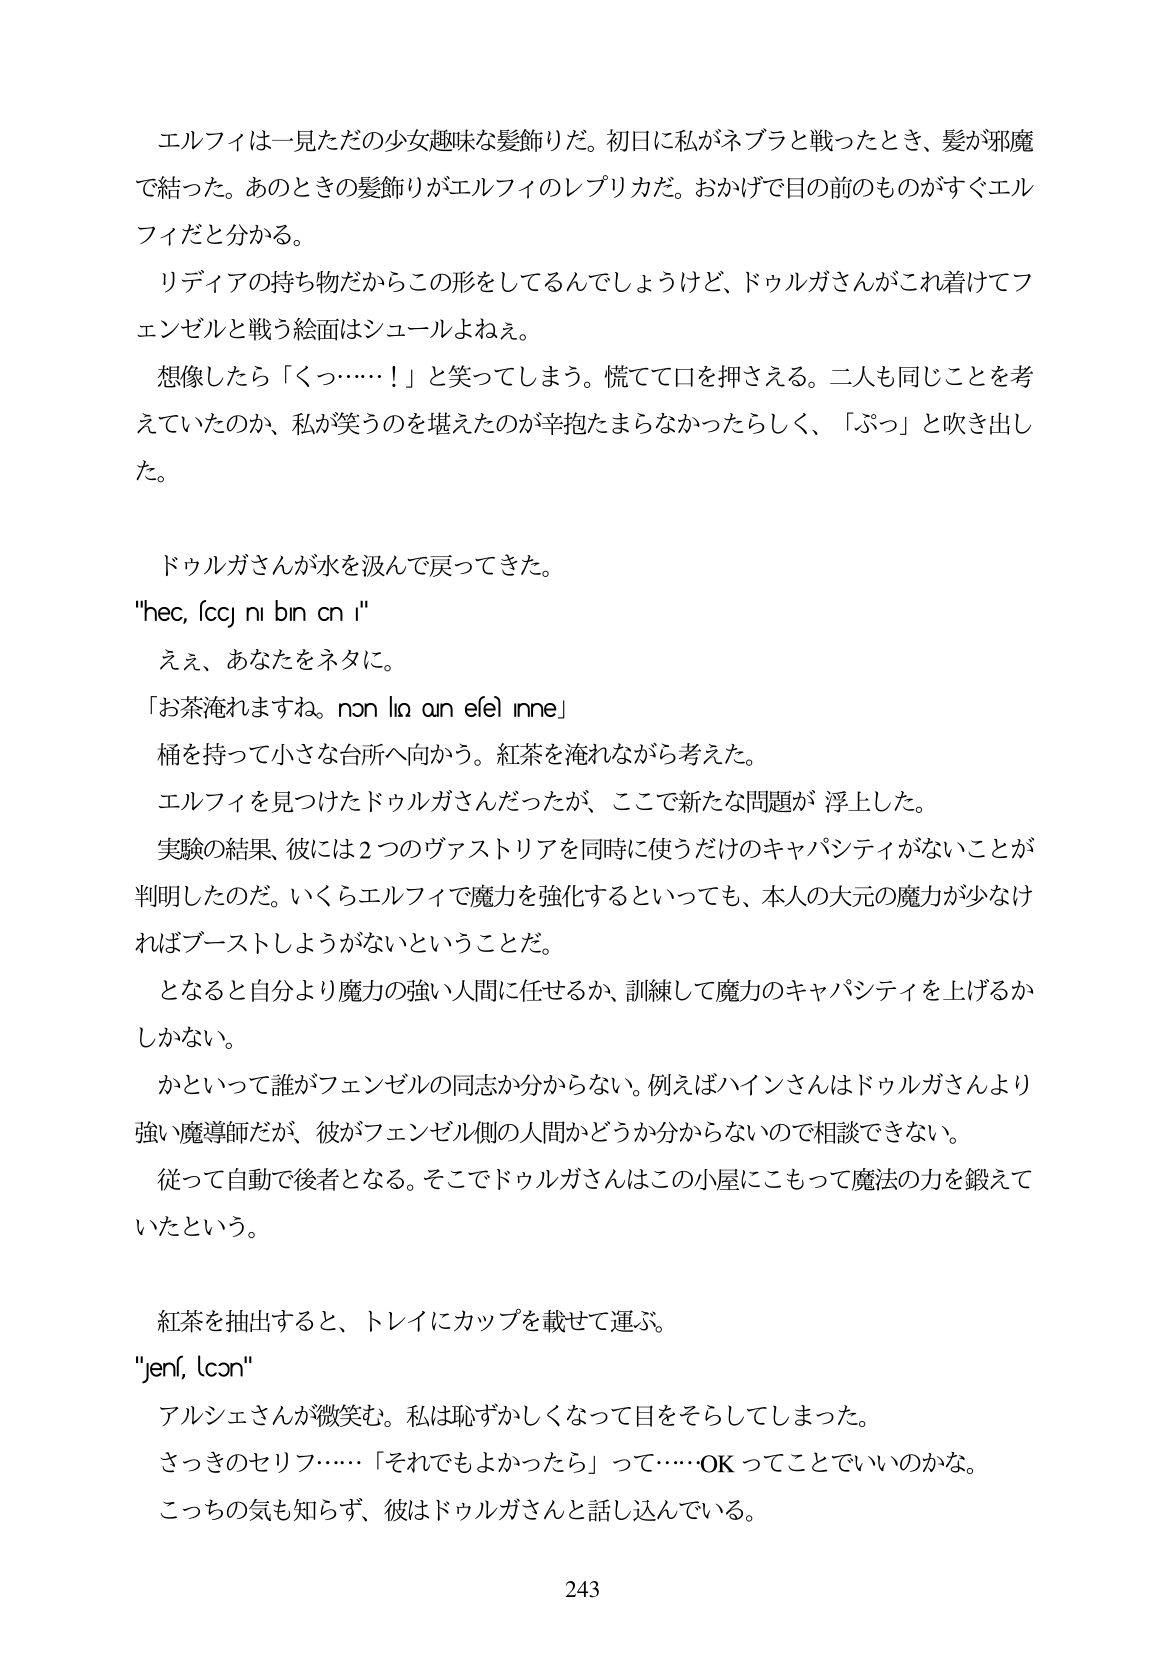 エルフィは一見ただの少女趣味な髪飾りだ。初日に私がネブラと戦ったとき、髪が邪魔
で結った。あのときの髪飾りがエルフィのレプリカだ。おかげで目の前のものがすぐエル
フィだと分かる。
リディアの持ち物だからこの形をしてるんでしょうけど、ドゥルガさんがこれ着けてフ
ェンゼルと戦う絵面はシュールよねぇ。
想像したら「くっ……！」と笑ってしまう。慌てて口を押さえる。二人も同じことを考
えていたのか、私が笑うのを堪えたのが辛抱たまらなかったらしく、「ぷっ」と吹き出し
た。
ドゥルガさんが水を汲んで戻ってきた。
えぇ、あなたをネタに。
「お茶淹れますね。
桶を持って小さな台所へ向かう。紅茶を淹れながら考えた。
エルフィを見つけたドゥルガさんだったが、ここで新たな問題が 浮上した。
実験の結果、彼には 2 つのヴァストリアを同時に使うだけのキャパシティがないことが
判明したのだ。いくらエルフィで魔力を強化するといっても、本人の大元の魔力が少なけ
ればブーストしようがないということだ。
となると自分より魔力の強い人間に任せるか、訓練して魔力のキャパシティを上げるか
しかない。
かといって誰がフェンゼルの同志か分からない。例えばハインさんはドゥルガさんより
強い魔導師だが、彼がフェンゼル側の人間かどうか分からないので相談できない。
従って自動で後者となる。そこでドゥルガさんはこの小屋にこもって魔法の力を鍛えて
いたという。
紅茶を抽出すると、トレイにカップを載せて運ぶ。
アルシェさんが微笑む。私は恥ずかしくなって目をそらしてしまった。
さっきのセリフ……「それでもよかったら」って……OK ってことでいいのかな。
こっちの気も知らず、彼はドゥルガさんと話し込んでいる。
243